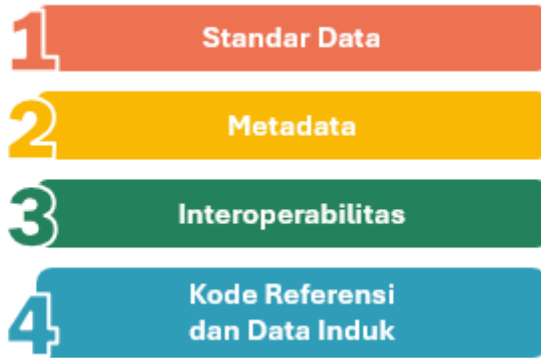 1 Standar Data
2 Metadata
3 Interoperabilitas
4 Kode Referensi
dan Data Induk